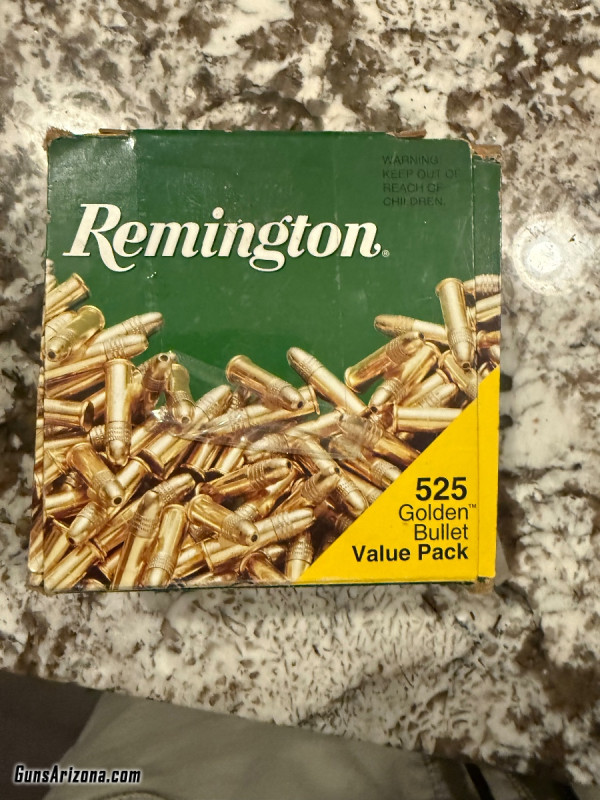 WARNING:
KEEP OUT OF
REACH OF
CHILDREN.
Remington®
525
Golden™
Bullet
Value Pack
GunsArizona.com